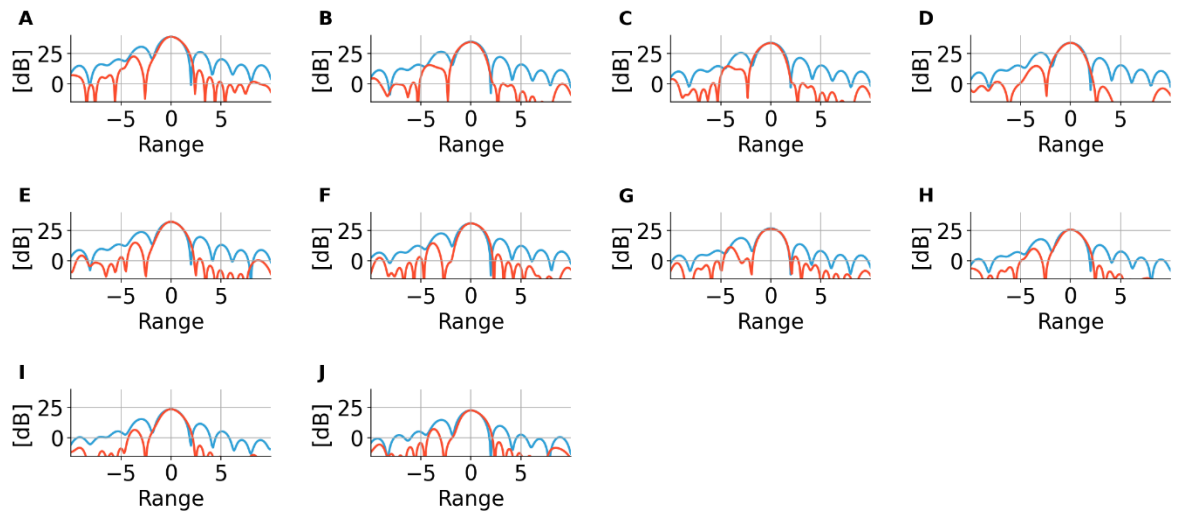 A B C D
[dB] 25 0 [dB] 25 0 [dB] 25 0 [dB] 25 0
−5 0 5 −5 0 5 −5 0 5 −5 0 5
Range Range Range Range
E F G H
[dB] 25 0 [dB] 25 0 [dB] 25 0 [dB] 25 0
−5 0 5 −5 0 5 −5 0 5 −5 0 5
Range Range Range Range
I J
[dB] 25 0 [dB] 25 0
−5 0 5 −5 0 5
Range Range